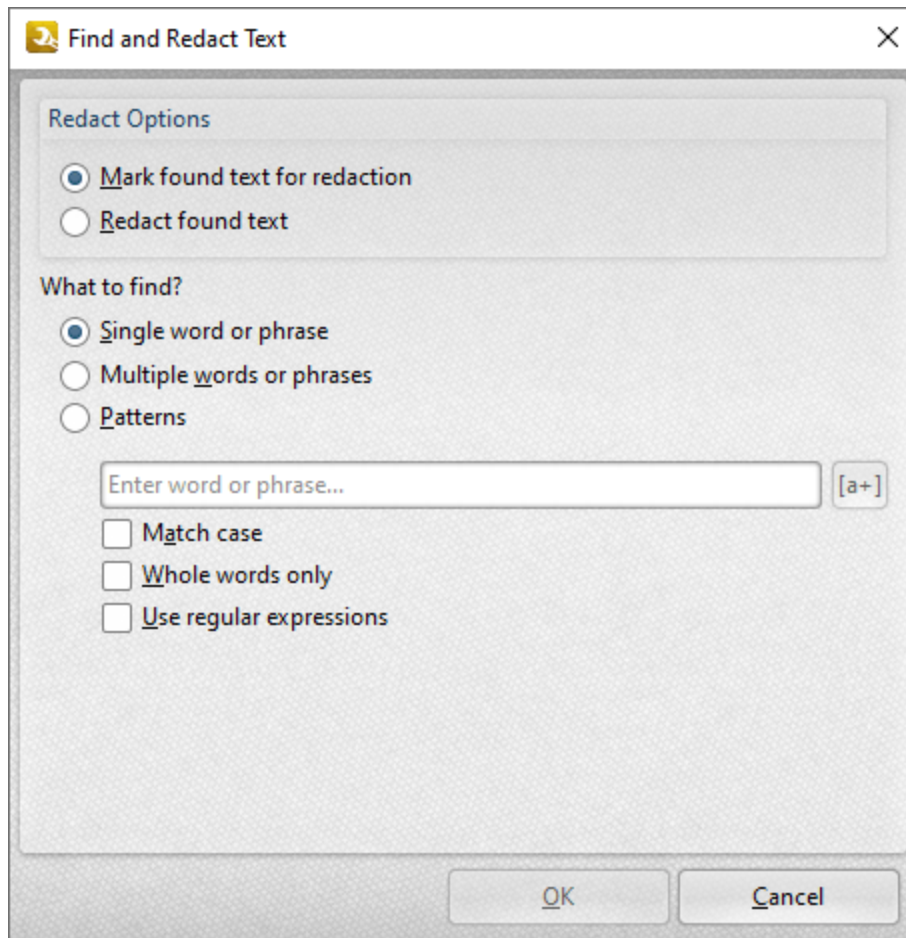 Find and Redact Text
Redact Options
Mark found text for redaction
Redact found text
What to find?
Single word or phrase
Multiple words or phrases
Patterns
Enter word or phrase... [a+]
Match case
Whole words only
Use regular expressions
OK Cancel